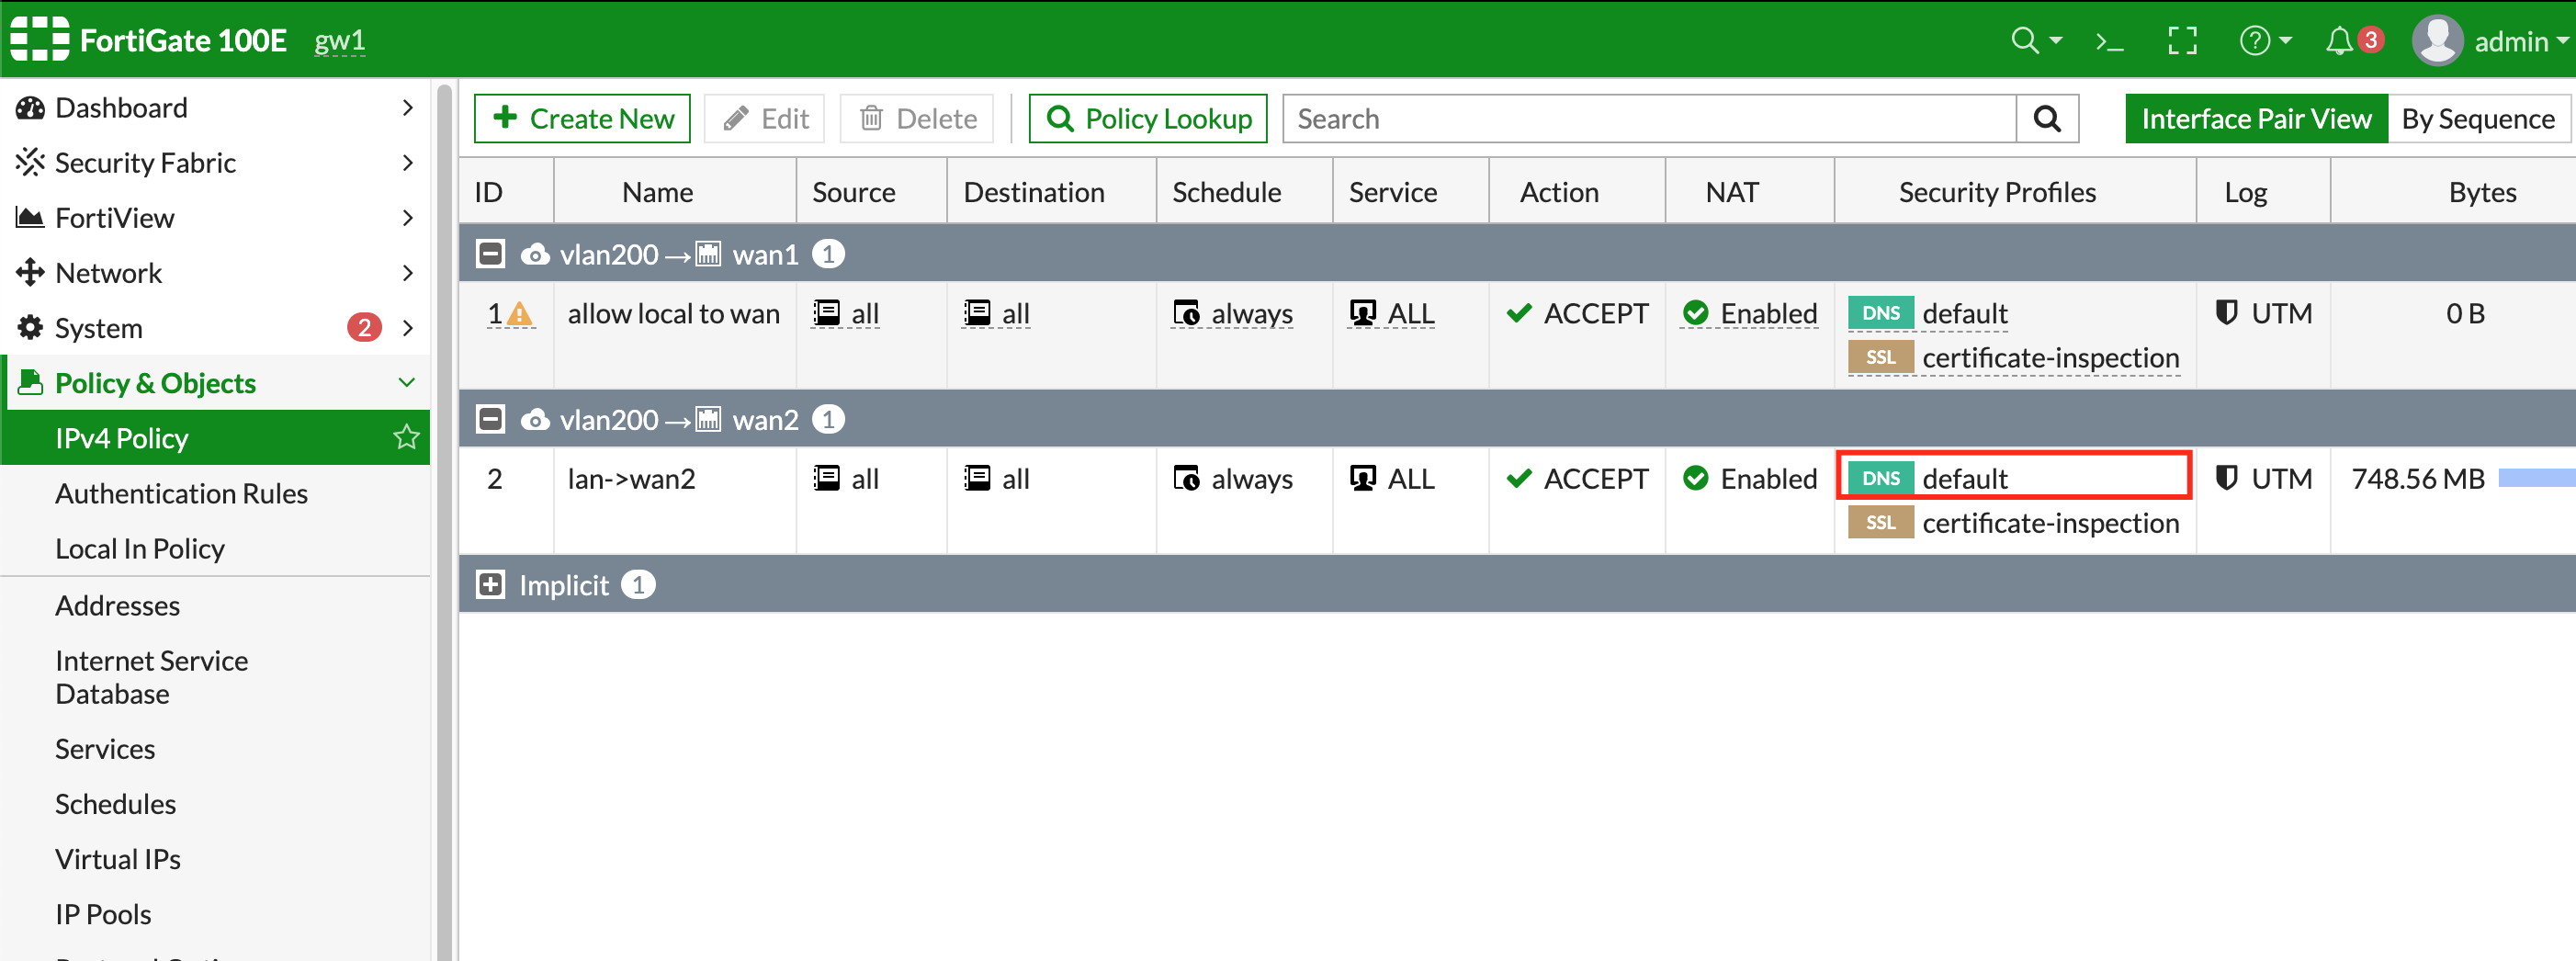 FortiGate 100E gw1
3 admin
Dashboard
Security Fabric
FortiView
Network
System 2
Policy & Objects
IPv4 Policy
Authentication Rules
Local In Policy
Addresses
Internet Service
Database
Services
Schedules
Virtual IPs
IP Pools
+ Create New Edit Delete Policy Lookup Search Interface Pair View By Sequence
ID Name Source Destination Schedule Service Action NAT Security Profiles Log Bytes
vlan200 → wan1 1
1 allow local to wan all all always ALL ACCEPT Enabled DNS default UTM 0 B
SSL certificate-inspection
vlan200 → wan2 1
2 lan->wan2 all all always ALL ACCEPT Enabled DNS default UTM 748.56 MB
SSL certificate-inspection
Implicit 1